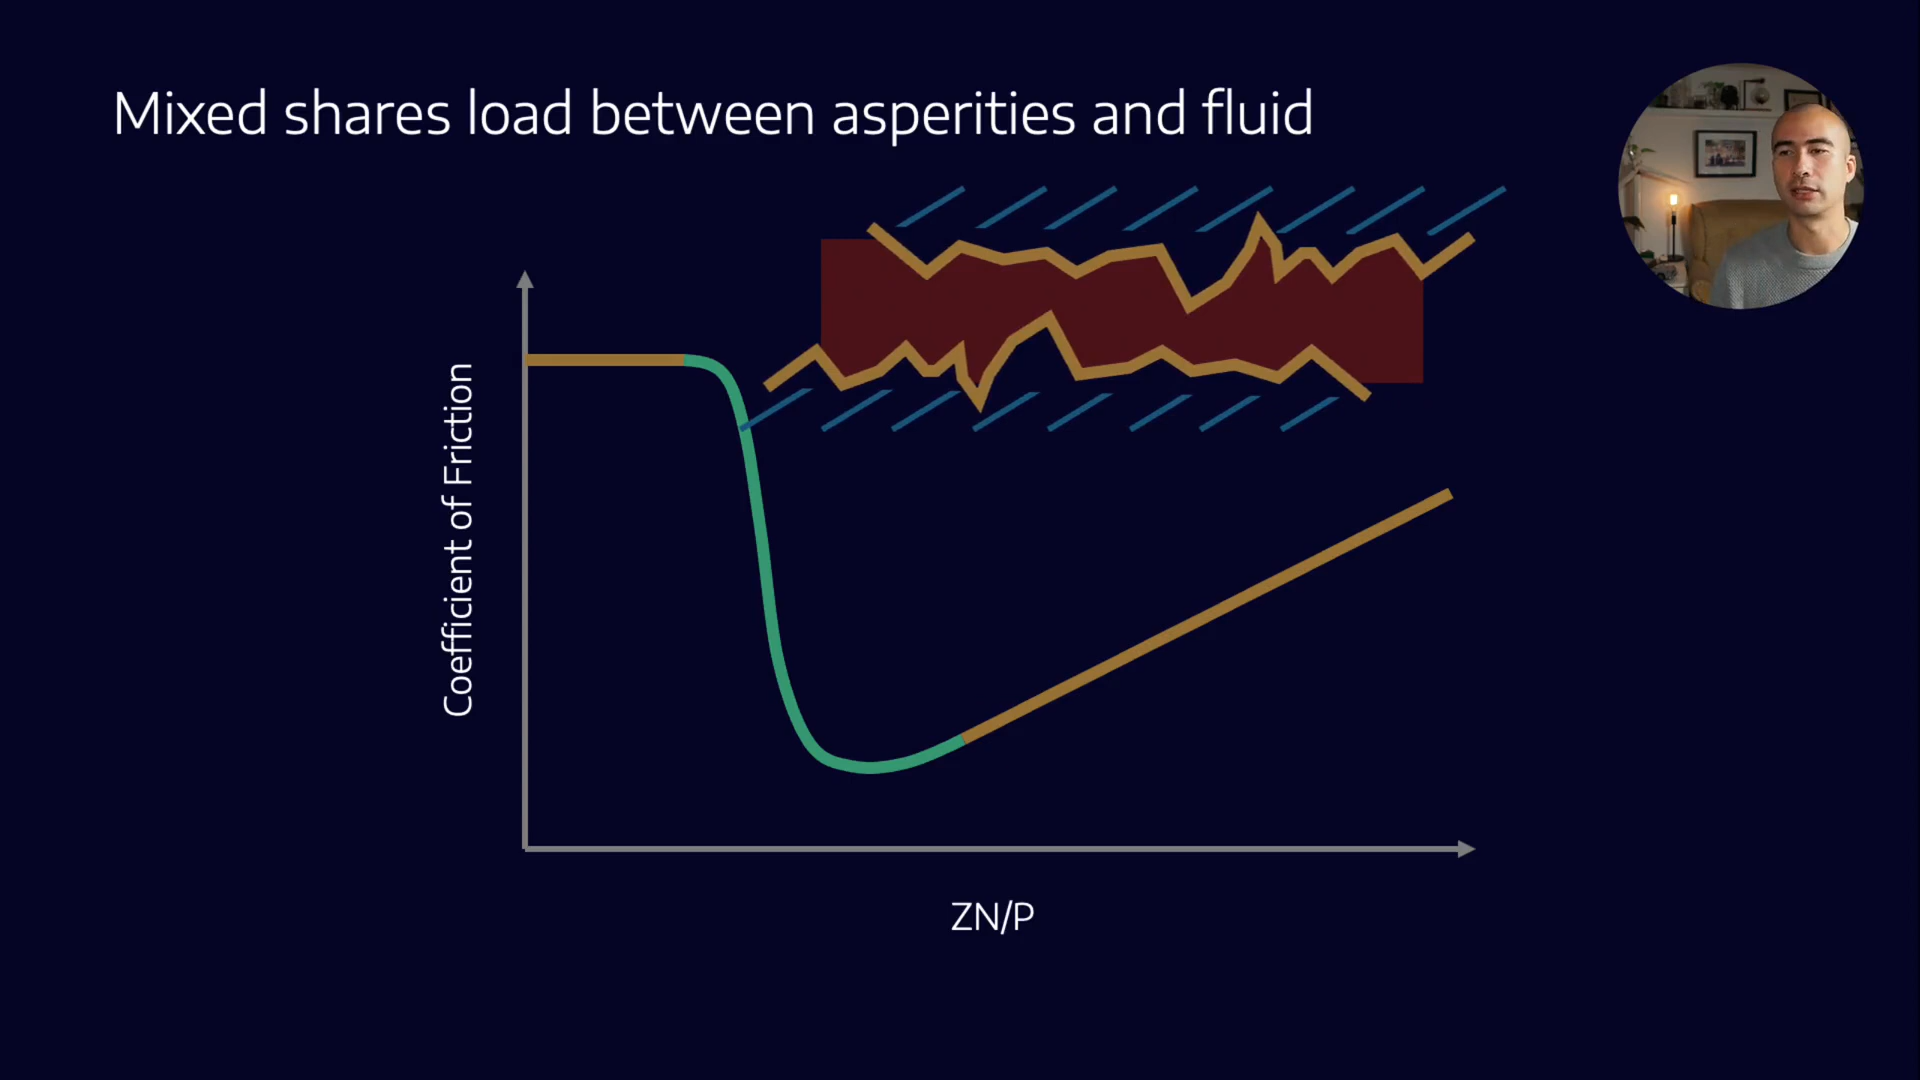 Mixed shares load between asperities and fluid
Coefficient of Friction
ZN/P